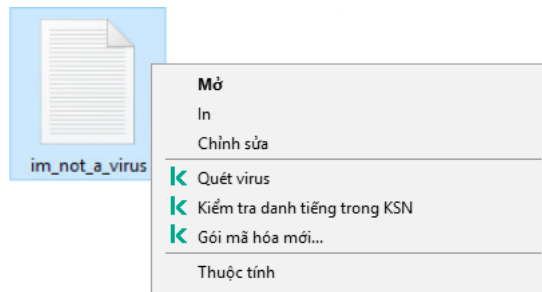 im_not_a_virus
Mở
In
Chỉnh sửa
Quét virus
Kiểm tra danh tiếng trong KSN
Gói mã hóa mới...
Thuộc tính